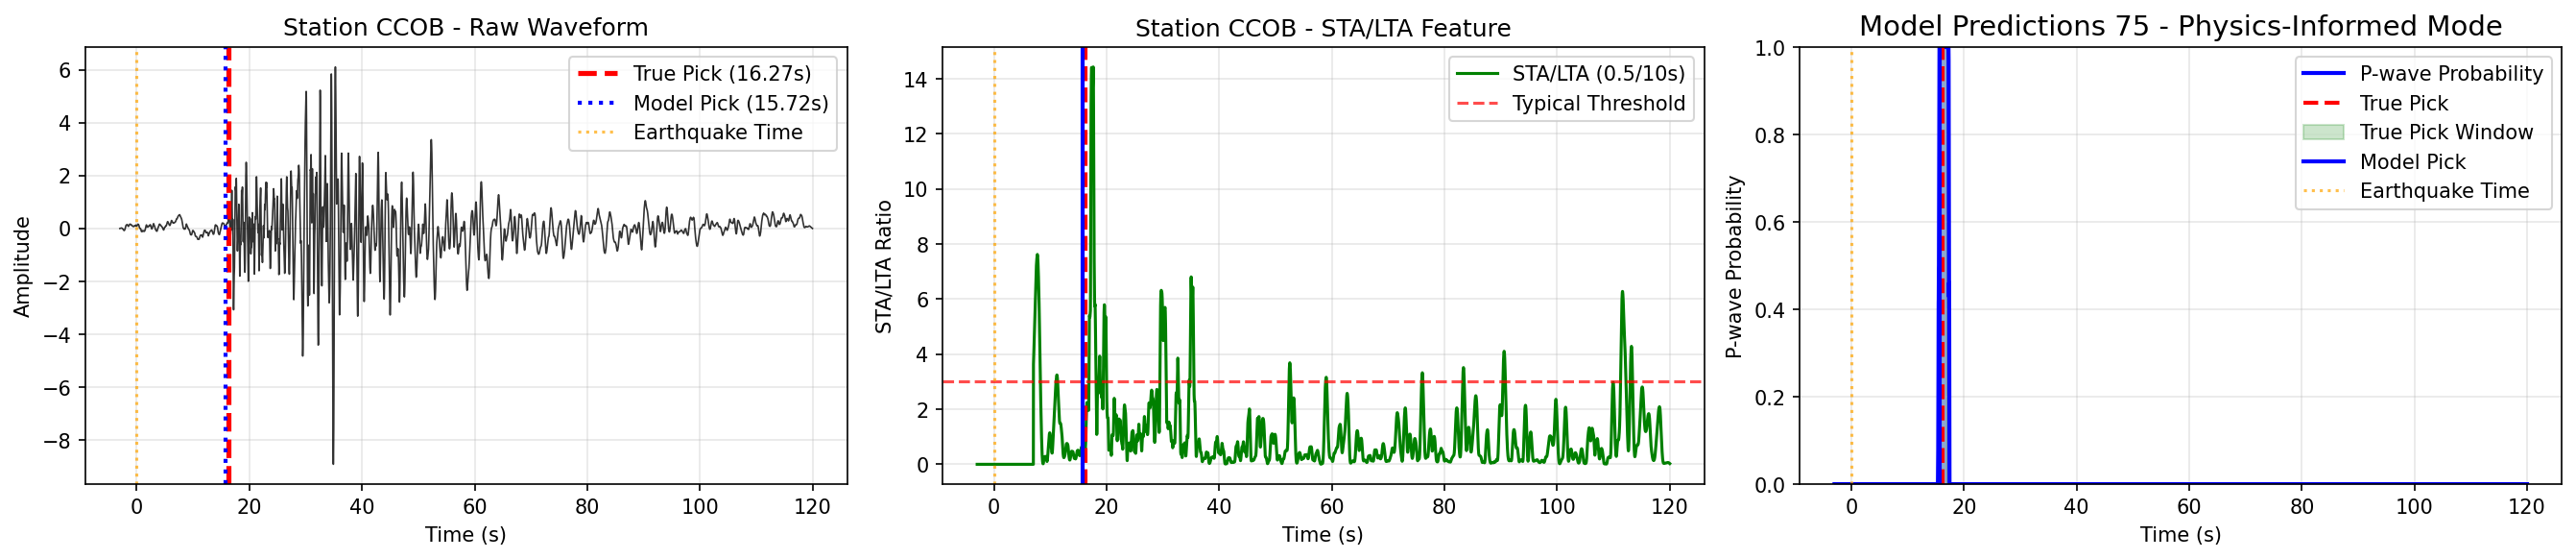 Station CCOB - Raw Waveform
True Pick (16.27s)
Model Pick (15.72s)
Earthquake Time
Amplitude
6
4
2
0
−2
−4
−6
−8
0
20
40
60
80
100
120
Time (s)
Station CCOB - STA/LTA Feature
STA/LTA (0.5/10s)
Typical Threshold
STA/LTA Ratio
14
12
10
8
6
4
2
0
0
20
40
60
80
100
120
Time (s)
Model Predictions 75 - Physics-Informed Mode
P-wave Probability
True Pick
True Pick Window
Model Pick
Earthquake Time
P-wave Probability
1.0
0.8
0.6
0.4
0.2
0.0
0
20
40
60
80
100
120
Time (s)